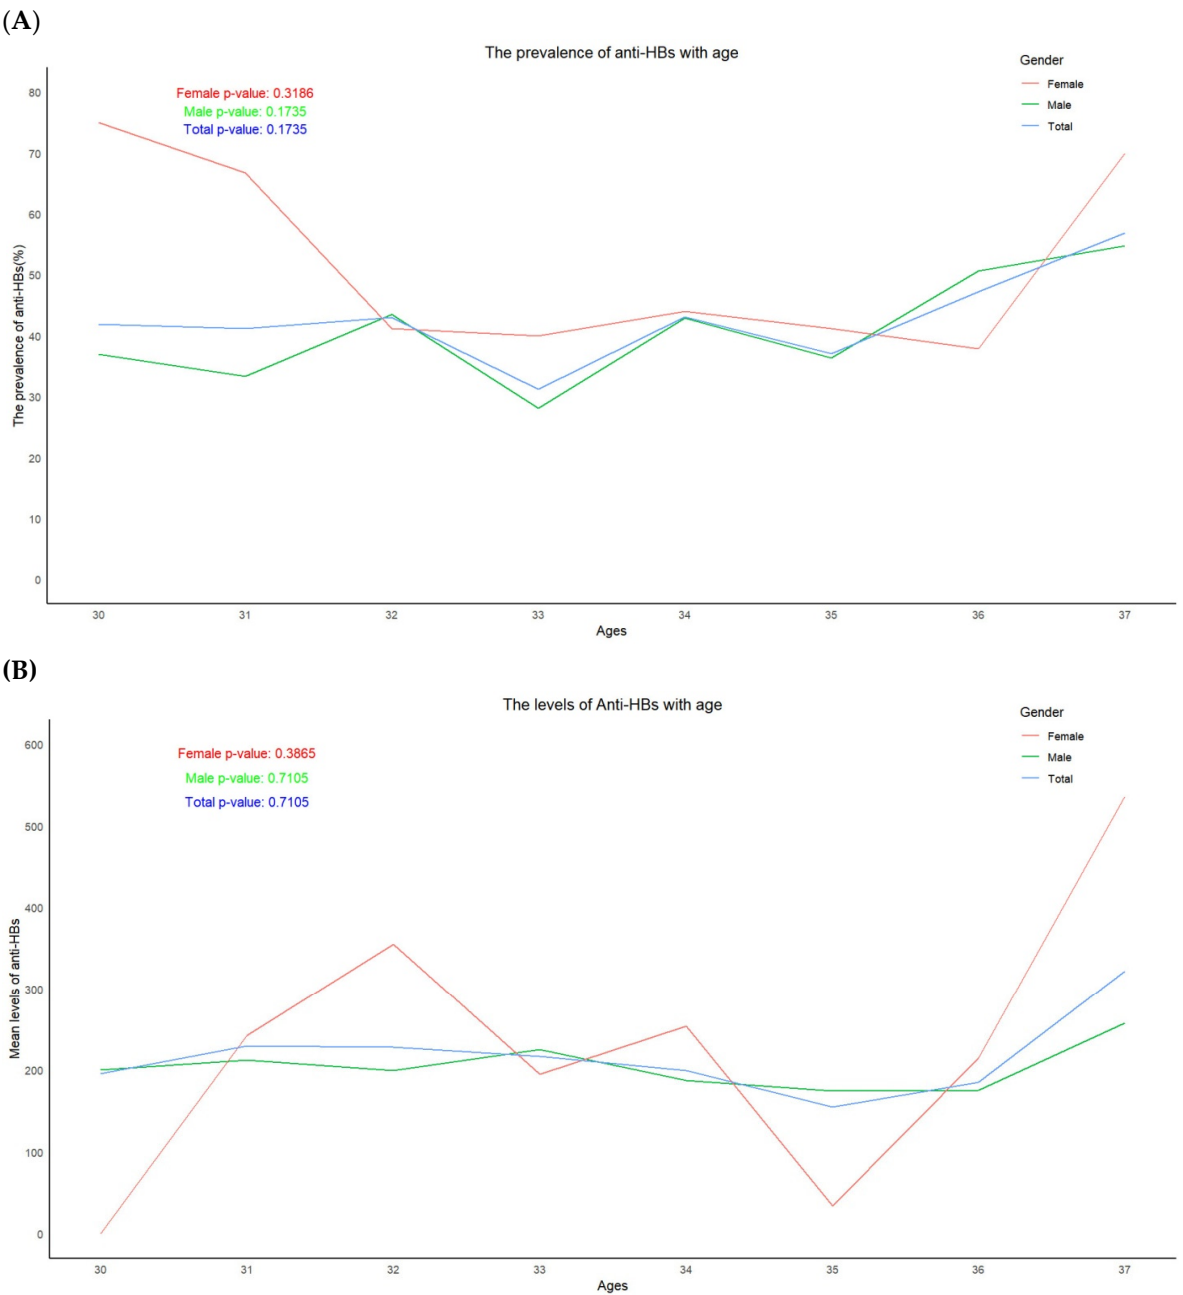 (A)
The prevalence of anti-HBs with age
Gender
Female
Male
Total
Female p-value: 0.3186
Male p-value: 0.1735
Total p-value: 0.1735
The prevalence of anti-HBs(%)
80
70
60
50
40
30
20
10
0
30 31 32 33 34 35 36 37
Ages
(B)
The levels of Anti-HBs with age
Gender
Female
Male
Total
Female p-value: 0.3865
Male p-value: 0.7105
Total p-value: 0.7105
Mean levels of anti-HBs
600
500
400
300
200
100
0
30 31 32 33 34 35 36 37
Ages